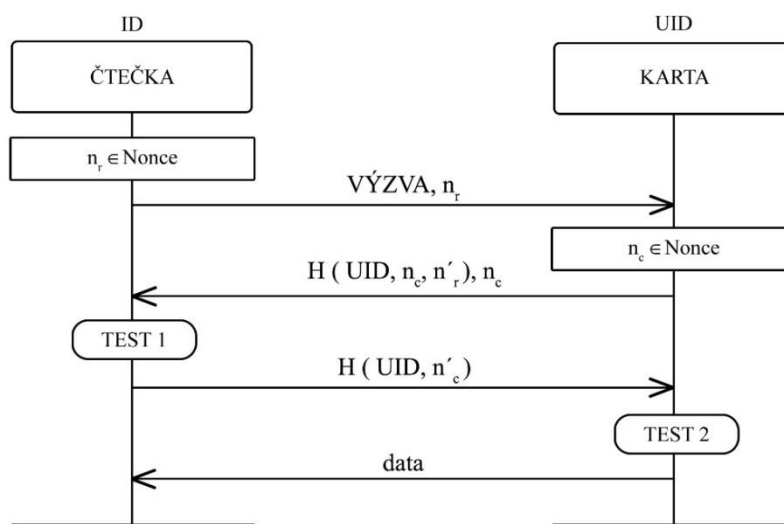 ID
UID
ČTEČKA
KARTA
n_r ∈ Nonce
VÝZVA, n_r
n_c ∈ Nonce
H ( UID, n_c, n´_r), n_c
TEST 1
H ( UID, n´_c)
TEST 2
data